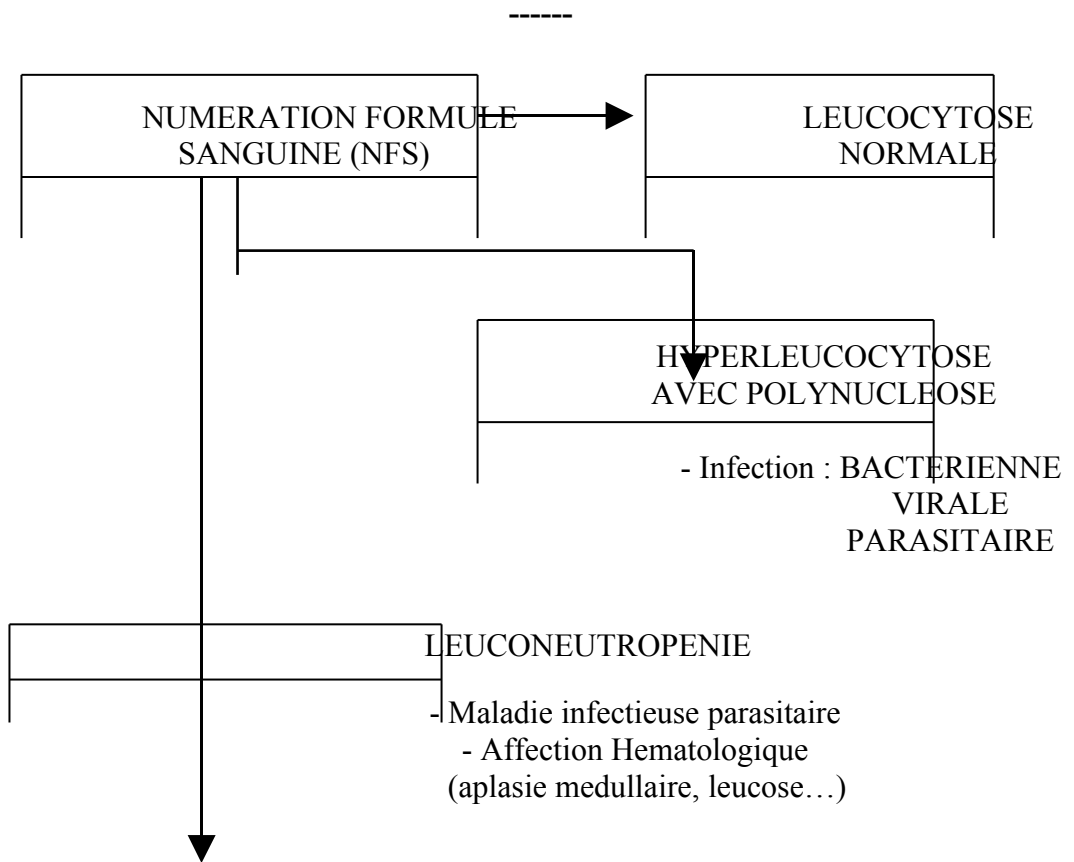 ------
NUMERATION FORMULE
SANGUINE (NFS)
LEUCOCYTOSE
NORMALE
HYPERLEUCOCYTOSE
AVEC POLYNUCLEOSE
- Infection : BACTERIENNE
VIRALE
PARASITAIRE
LEUCONEUTROPENIE
- Maladie infectieuse parasitaire
- Affection Hematologique
(aplasie medullaire, leucose…)